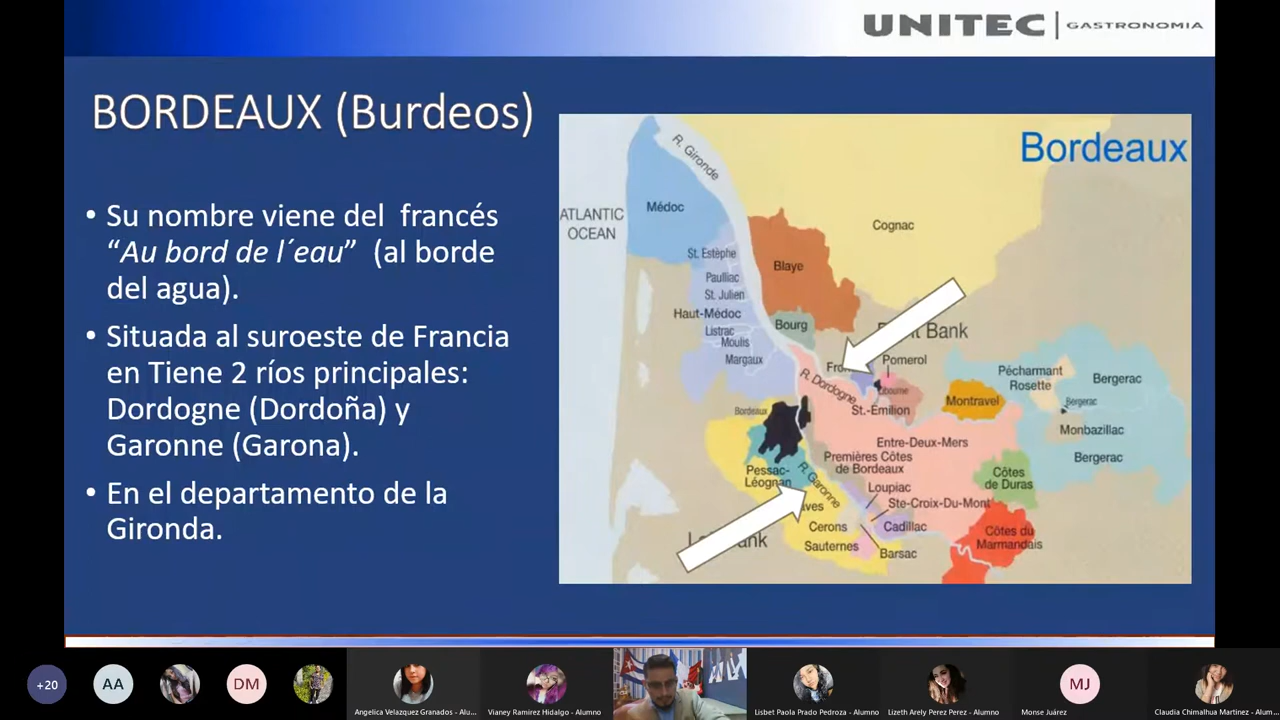 UNITEC | GASTRONOMIA
BORDEAUX (Burdeos)
• Su nombre viene del francés
“Au bord de l´eau” (al borde
del agua).
• Situada al suroeste de Francia
en Tiene 2 ríos principales:
Dordogne (Dordoña) y
Garonne (Garona).
• En el departamento de la
Gironda.
Bordeaux
R. Gironde
ATLANTIC
OCEAN
Médoc
Cognac
St. Estèphe
Blaye
Paulliac
St. Julien
Haut-Médoc
Bourg
Listrac
Moulis
Bank
Margaux
Pomerol
R. Dordogne
Libourne
St.-Emilion
Pécharmant
Rosette
Bergerac
Montravel
Bergerac
Monbazillac
Bergerac
Bordeaux
Entre-Deux-Mers
Premières Côtes
de Bordeaux
Pessac-
Léognan
R. Garonne
Loupiac
Côtes
de Duras
Ste-Croix-Du-Mont
Cerons
Cadillac
Sauternes
Barsac
Côtes du
Marmandais
+20
AA
DM
MJ
Angelica Velazquez Granados - Alu...
Vianey Ramirez Hidalgo - Alumno
Lisbet Paola Prado Pedroza - Alumno
Lizeth Arely Perez Perez - Alumno
Monse Juárez
Claudia Chimalhua Martínez - Alum...